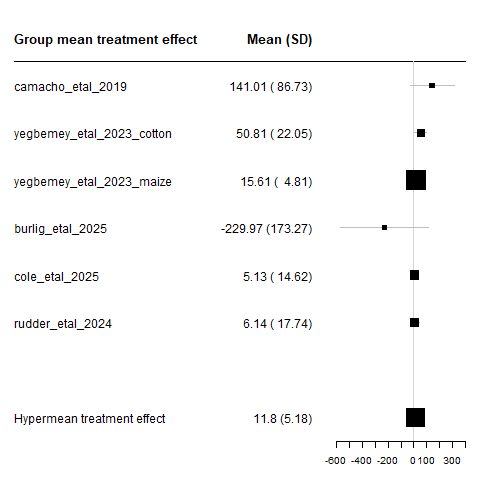 Group mean treatment effect Mean (SD)
camacho_etal_2019 141.01 ( 86.73)
yegbemey_etal_2023_cotton 50.81 ( 22.05)
yegbemey_etal_2023_maize 15.61 ( 4.81)
burlig_etal_2025 -229.97 (173.27)
cole_etal_2025 5.13 ( 14.62)
rudder_etal_2024 6.14 ( 17.74)
Hypermean treatment effect 11.8 (5.18)
-600 -400 -200 0 100 300